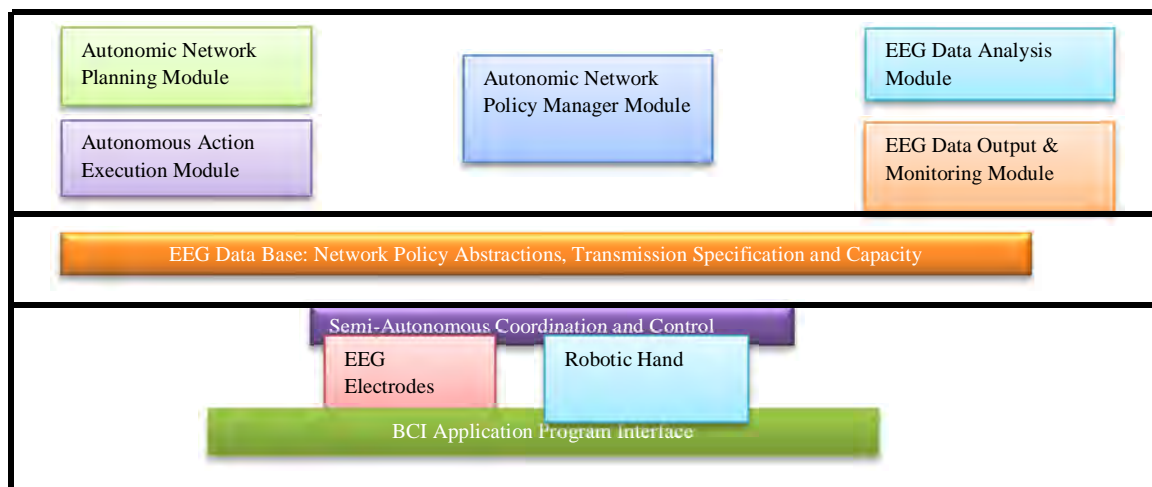 Autonomic Network
Planning Module
Autonomous Action
Execution Module
Autonomic Network
Policy Manager Module
EEG Data Analysis
Module
EEG Data Output &
Monitoring Module
EEG Data Base: Network Policy Abstractions, Transmission Specification and Capacity
Semi-Autonomous Coordination and Control
EEG
Electrodes
Robotic Hand
BCI Application Program Interface